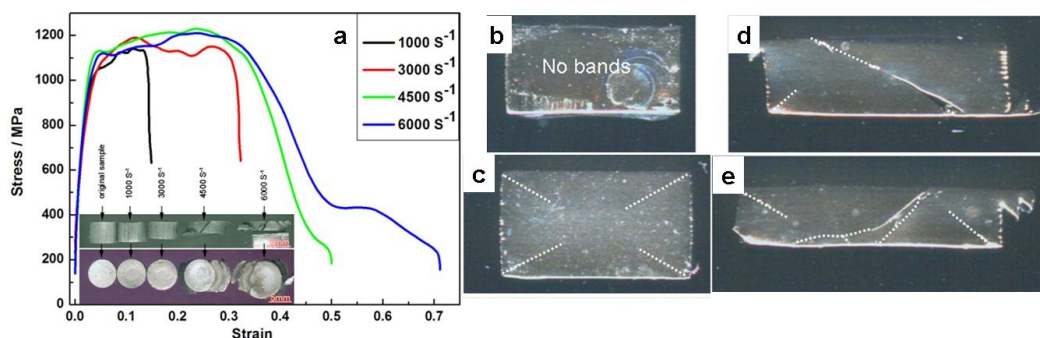 a
1000 S⁻¹
3000 S⁻¹
4500 S⁻¹
6000 S⁻¹
Stress / MPa
1200
1000
800
600
400
200
0
0.0 0.1 0.2 0.3 0.4 0.5 0.6 0.7
Strain
original sample
1000 S⁻¹
3000 S⁻¹
4500 S⁻¹
6000 S⁻¹
5mm
b
No bands
c
d
e